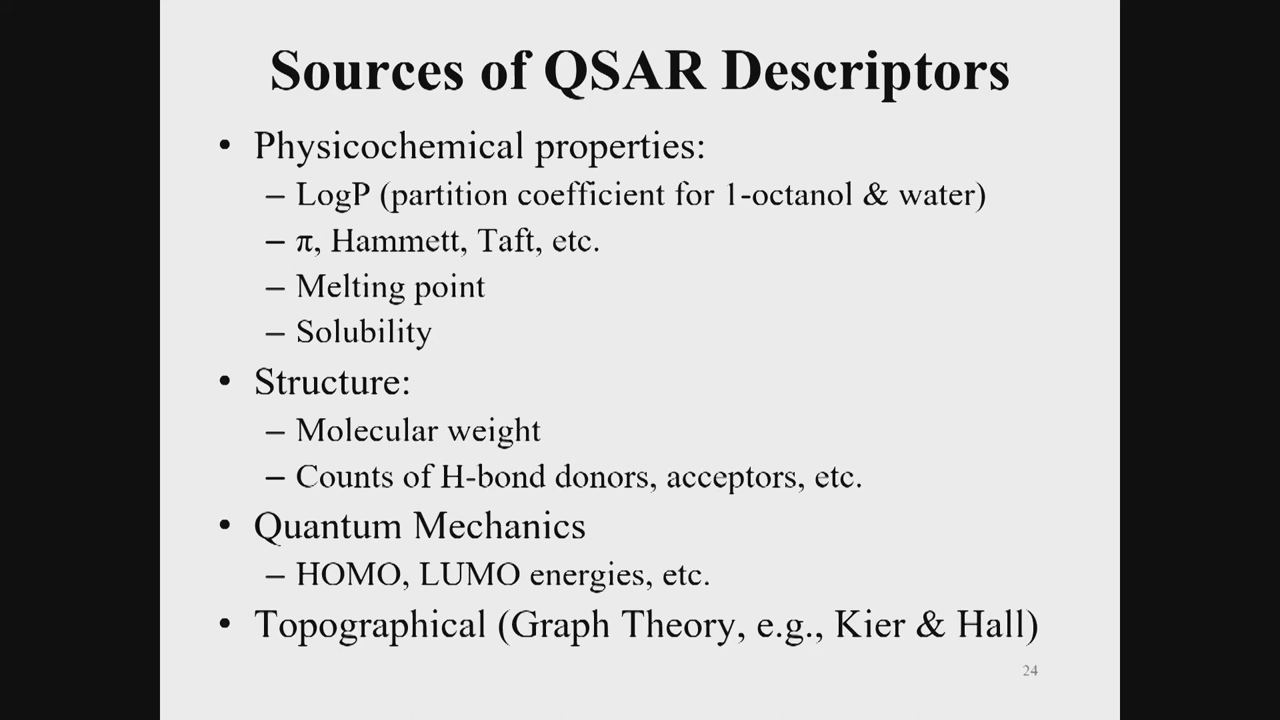 Sources of QSAR Descriptors
• Physicochemical properties:
– LogP (partition coefficient for 1-octanol & water)
– π, Hammett, Taft, etc.
– Melting point
– Solubility
• Structure:
– Molecular weight
– Counts of H-bond donors, acceptors, etc.
• Quantum Mechanics
– HOMO, LUMO energies, etc.
• Topographical (Graph Theory, e.g., Kier & Hall)
24